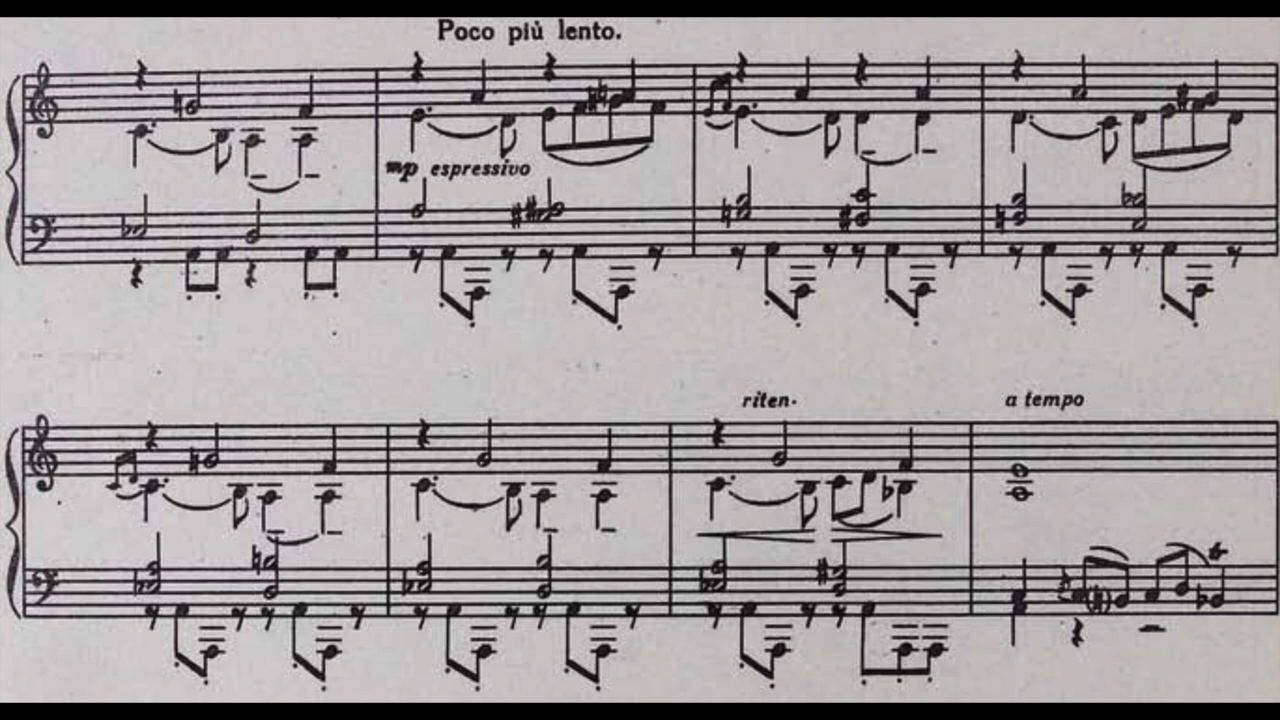 Poco più lento.
mp espressivo
riten.
a tempo